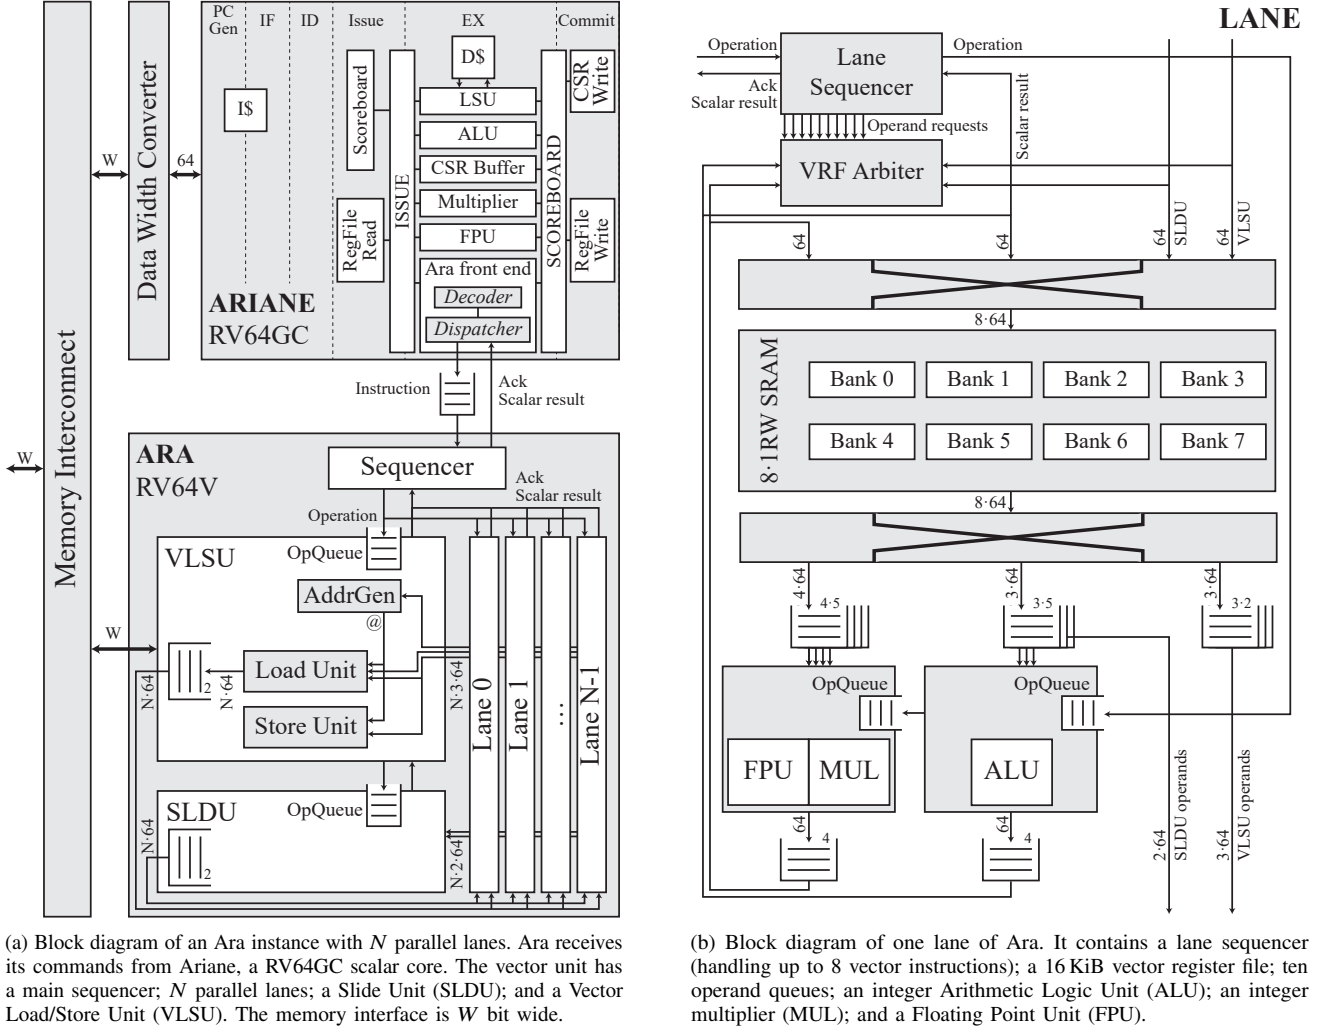 PC
Gen
IF
ID
Issue
EX
Commit
I$
D$
Scoreboard
RegFile
Read
ISSUE
LSU
ALU
CSR Buffer
Multiplier
FPU
Ara front end
Decoder
Dispatcher
SCOREBOARD
CSR
Write
RegFile
Write
ARIANE
RV64GC
Data Width Converter
W
64
Memory Interconnect
W
W
Instruction
Ack
Scalar result
ARA
RV64V
Sequencer
Ack
Scalar result
Operation
VLSU
OpQueue
AddrGen
@
Load Unit
Store Unit
2
N·64
N·64
N·3·64
SLDU
OpQueue
2
N·64
N·2·64
Lane 0
Lane 1
...
Lane N-1
(a) Block diagram of an Ara instance with N parallel lanes. Ara receives
its commands from Ariane, a RV64GC scalar core. The vector unit has
a main sequencer; N parallel lanes; a Slide Unit (SLDU); and a Vector
Load/Store Unit (VLSU). The memory interface is W bit wide.
LANE
Operation
Lane
Sequencer
Operation
Ack
Scalar result
Operand requests
Scalar result
VRF Arbiter
64
64
64
SLDU
64
VLSU
8·64
8·1RW SRAM
Bank 0
Bank 1
Bank 2
Bank 3
Bank 4
Bank 5
Bank 6
Bank 7
8·64
4·64
4·5
3·64
3·5
3·64
3·2
OpQueue
OpQueue
FPU
MUL
ALU
64
4
64
4
2·64
SLDU operands
3·64
VLSU operands
(b) Block diagram of one lane of Ara. It contains a lane sequencer
(handling up to 8 vector instructions); a 16 KiB vector register file; ten
operand queues; an integer Arithmetic Logic Unit (ALU); an integer
multiplier (MUL); and a Floating Point Unit (FPU).